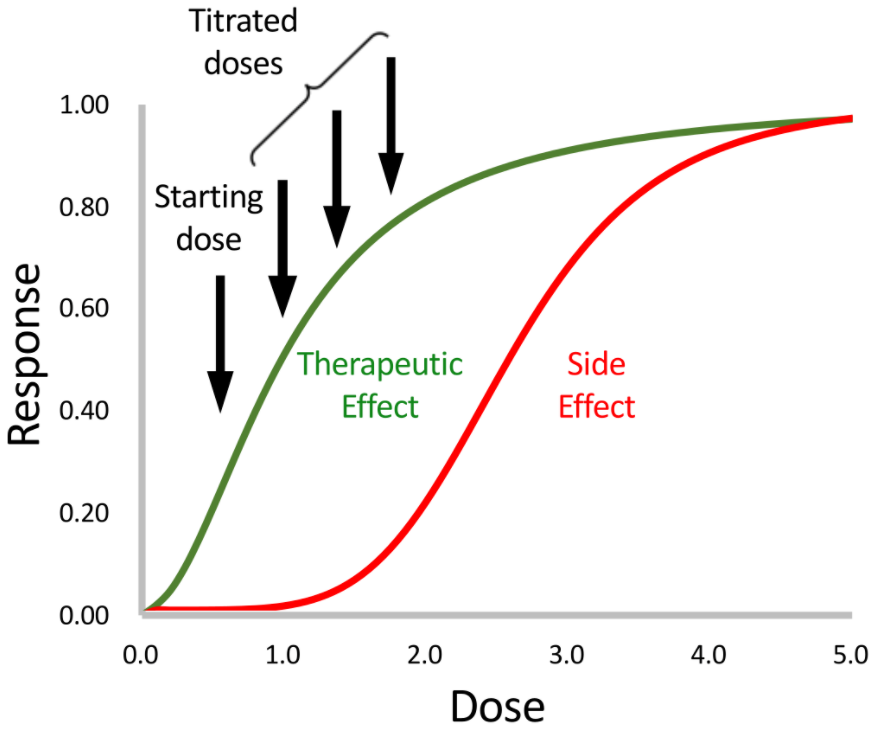 Titrated
doses
Starting
dose
Response
1.00
0.80
0.60
0.40
0.20
0.00
Therapeutic
Effect
Side
Effect
0.0 1.0 2.0 3.0 4.0 5.0
Dose